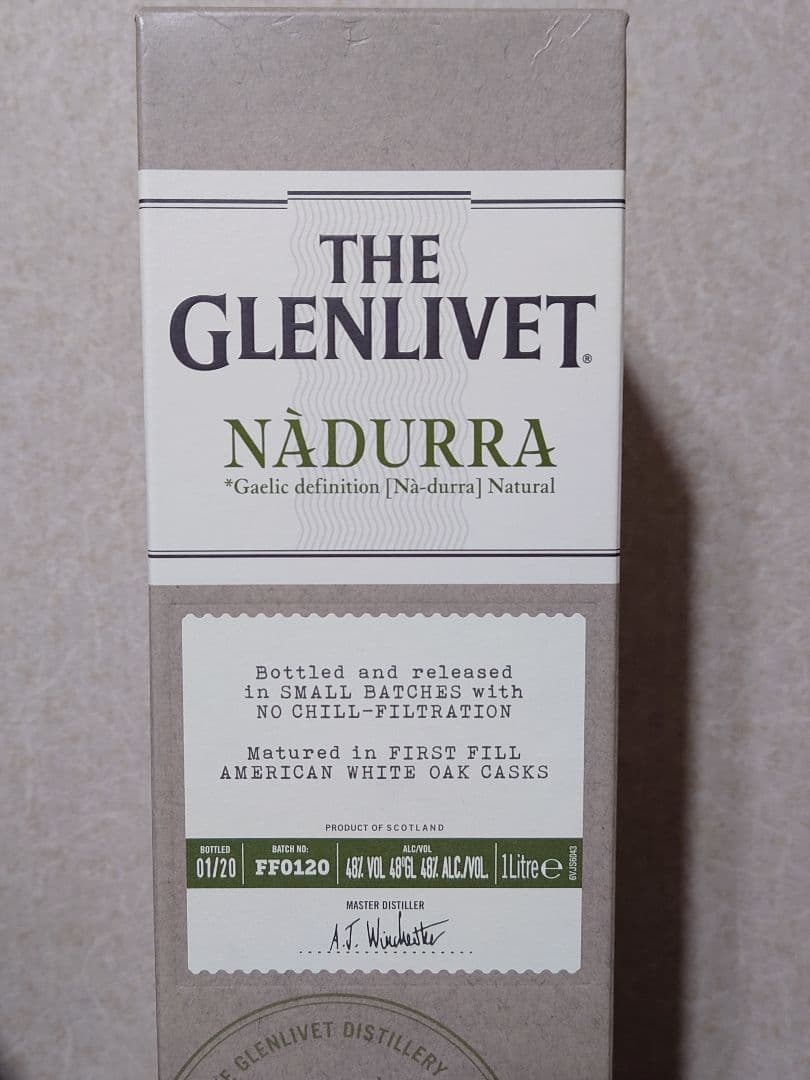 THE
GLENLIVET®
NÀDURRA
*Gaelic definition [Nà-durra] Natural
Bottled and released
in SMALL BATCHES with
NO CHILL-FILTRATION
Matured in FIRST FILL
AMERICAN WHITE OAK CASKS
PRODUCT OF SCOTLAND
BOTTLED
01/20
BATCH NO:
FF0120
ALC/VOL
48% VOL 48°GL 48% ALC./VOL.
1Litre℮
6VJS6043
MASTER DISTILLER
A.J. Winchester
GLENLIVET DISTILLERY